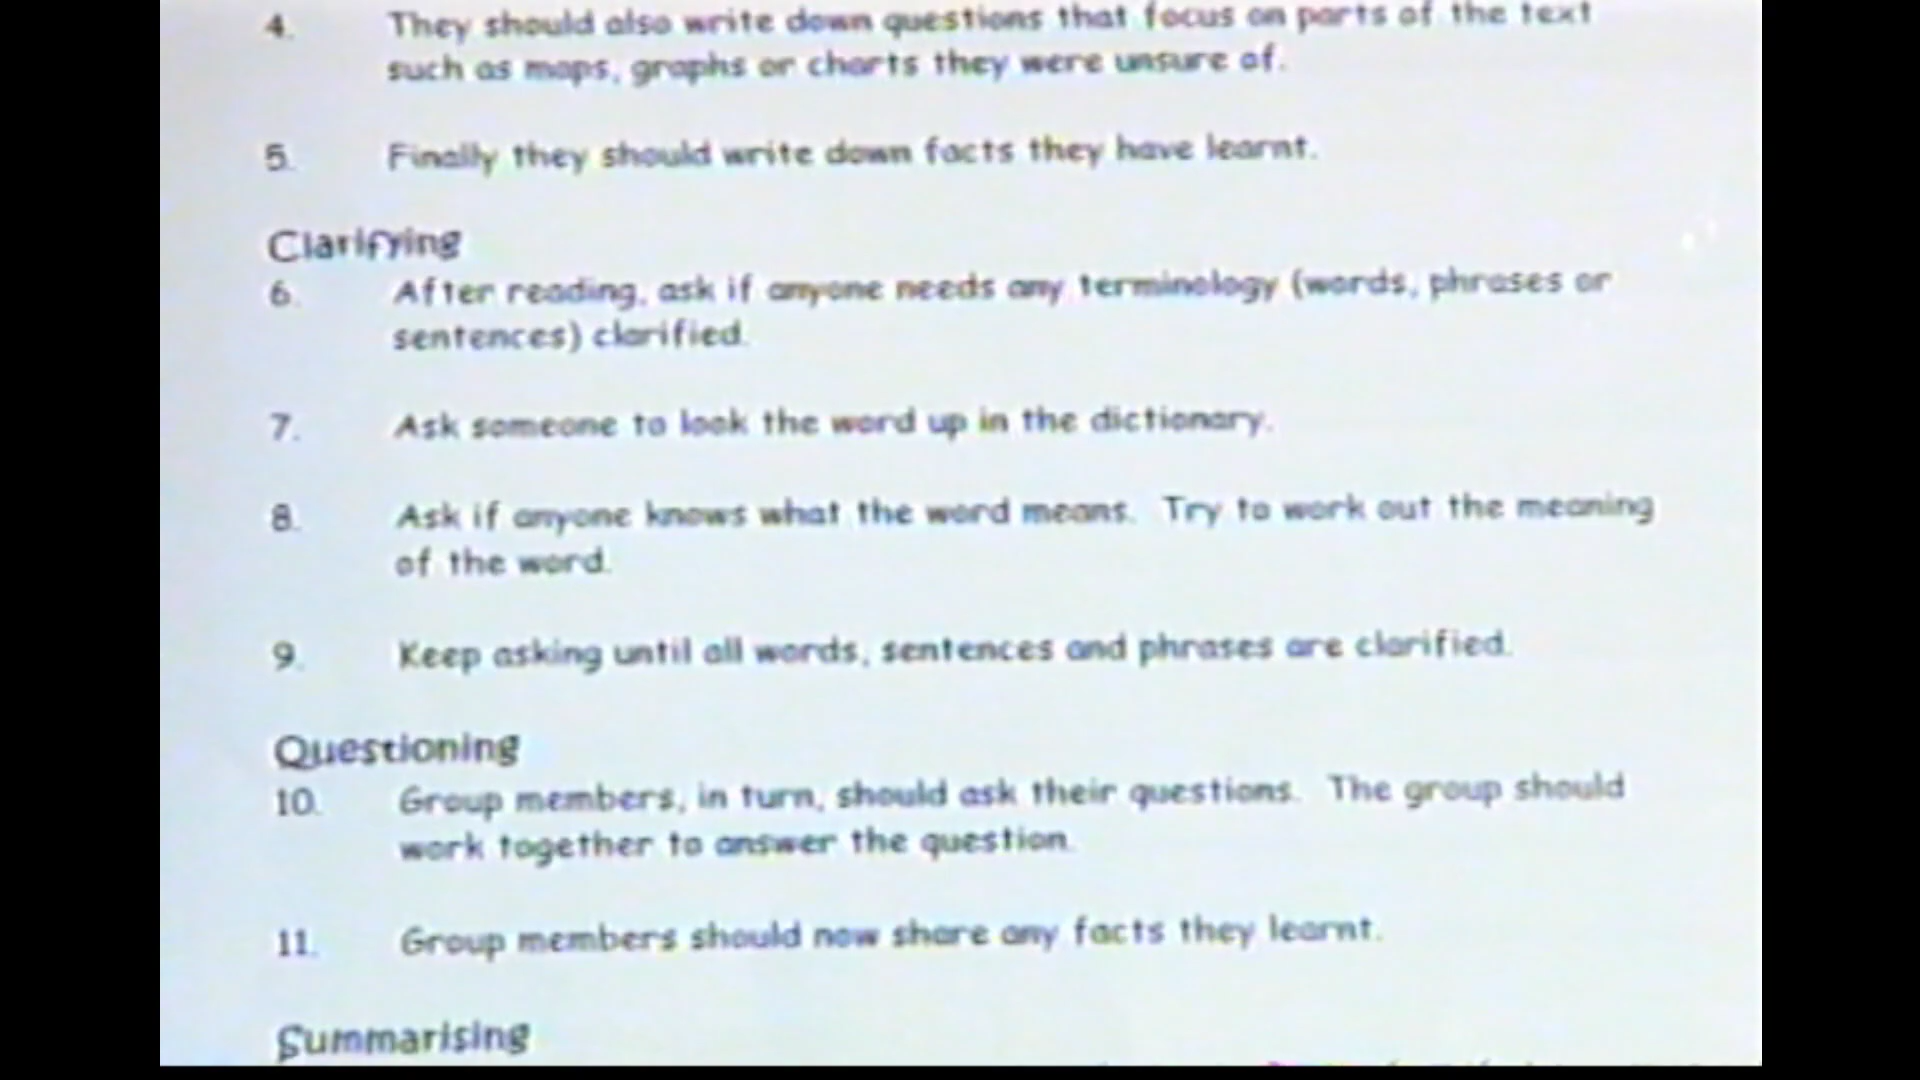 4. They should also write down questions that focus on parts of the text
such as maps, graphs or charts they were unsure of.
5. Finally they should write down facts they have learnt.
Clarifying
6. After reading, ask if anyone needs any terminology (words, phrases or
sentences) clarified.
7. Ask someone to look the word up in the dictionary.
8. Ask if anyone knows what the word means. Try to work out the meaning
of the word.
9. Keep asking until all words, sentences and phrases are clarified.
Questioning
10. Group members, in turn, should ask their questions. The group should
work together to answer the question.
11. Group members should now share any facts they learnt.
Summarising